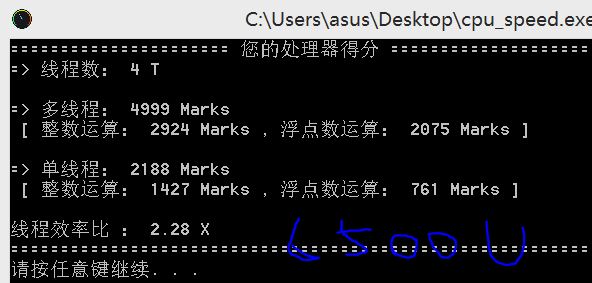 C:\Users\asus\Desktop\cpu_speed.exe
======================= 您的处理器得分 =====================
=> 线程数： 4 T
=> 多线程： 4999 Marks
[ 整数运算： 2924 Marks , 浮点数运算： 2075 Marks ]
=> 单线程： 2188 Marks
[ 整数运算： 1427 Marks , 浮点数运算： 761 Marks ]
线程效率比 ： 2.28 X
5500U
============================================================
请按任意键继续. . .